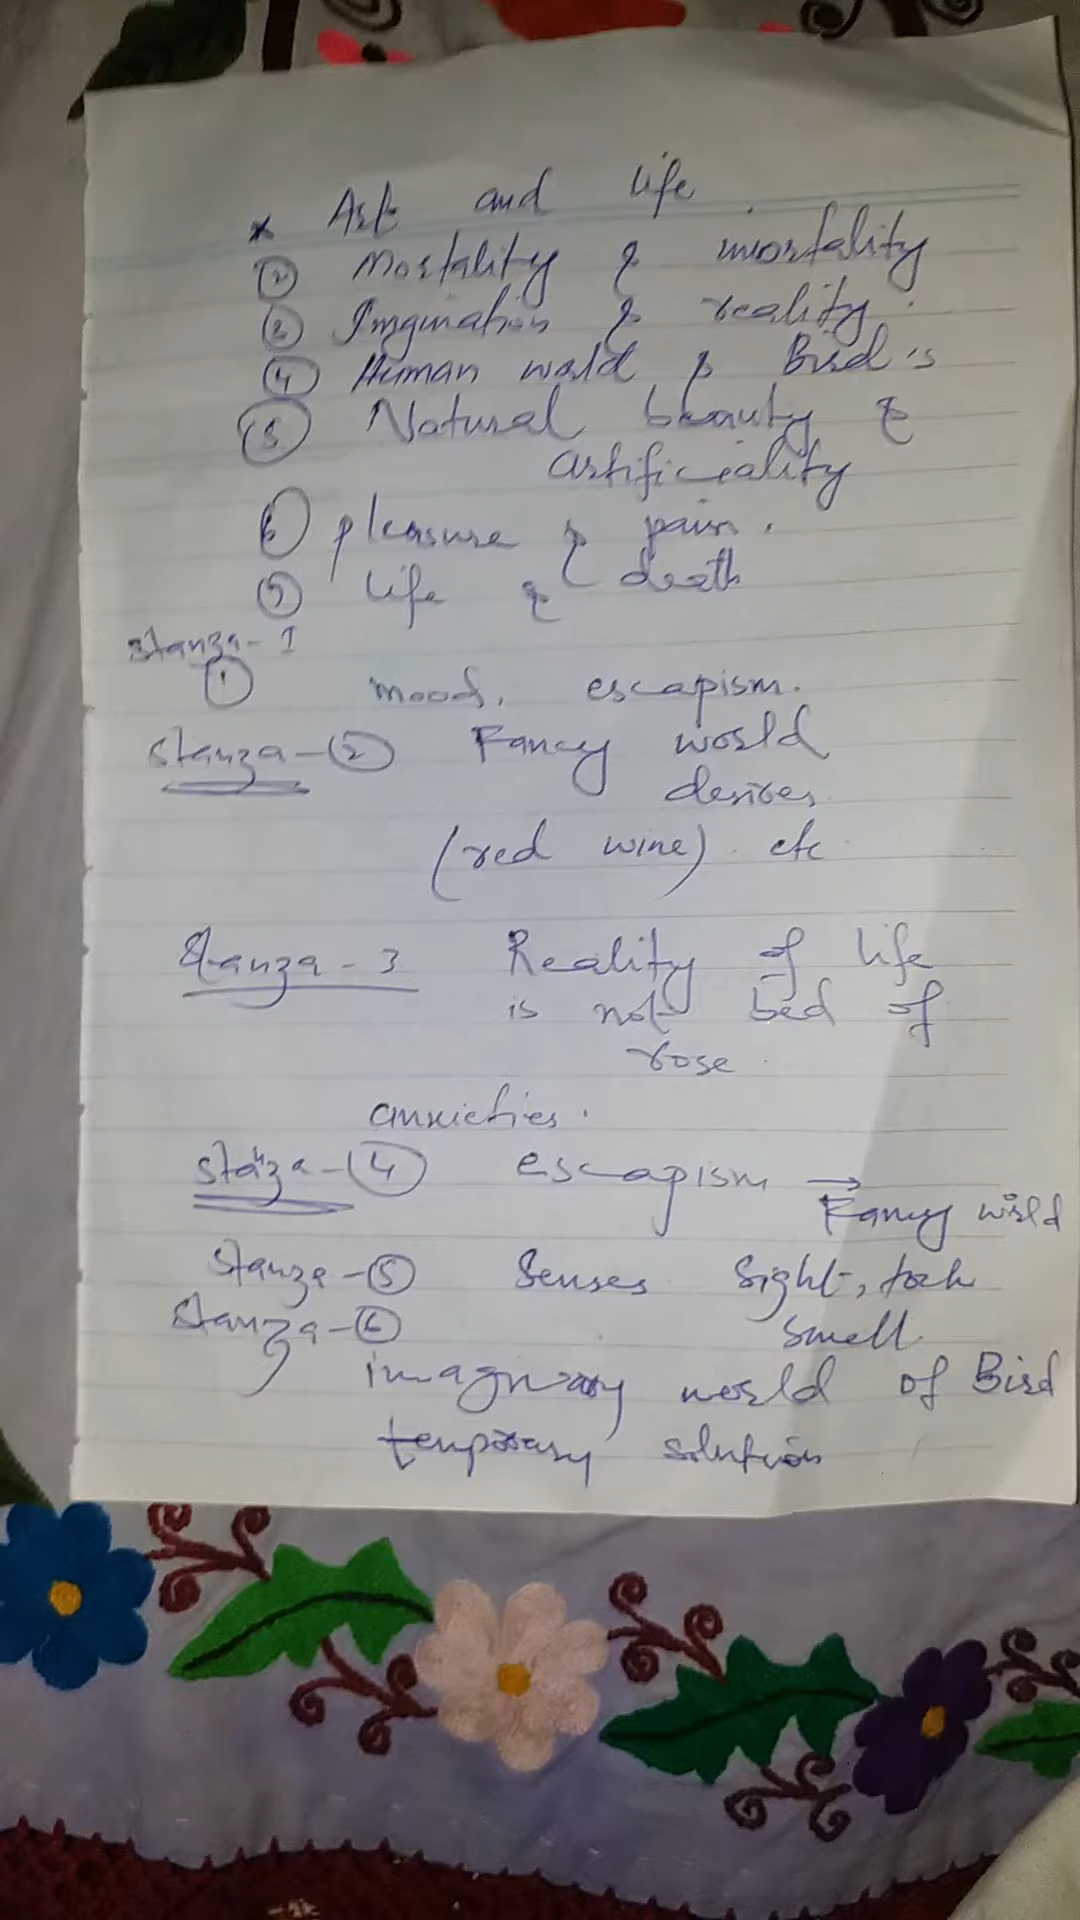 * Art and life.
② Mortality & imortality
③ Imgination & reality.
④ Human world & Bird's
⑤ Natural beauty &
artificiality
⑥ pleasure & pain.
⑦ life & death
Stanza-I
① mood, escapism.
Stanza-② Fancy world
desires
(red wine) etc
Stanza-3 Reality of life
is not bed of
rose.
anxieties.
Stanza-④ escapism →
Fancy world
Stanza-⑤ Senses Sight,
Stanza-⑥ smell.
imaginary world of Bird
temporary solution